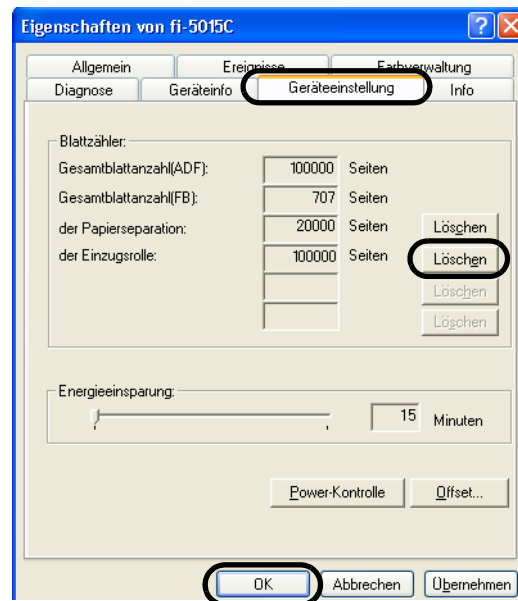 Eigenschaften von fi-5015C
Allgemein Ereignisse Farbverwaltung
Diagnose Geräteinfo Geräteeinstellung Info
Blattzähler:
Gesamtblattanzahl(ADF): 100000 Seiten
Gesamtblattanzahl(FB): 707 Seiten
der Papierseparation: 20000 Seiten Löschen
der Einzugsrolle: 100000 Seiten Löschen
Löschen
Löschen
Energieeinsparung:
15 Minuten
Power-Kontrolle Offset...
OK Abbrechen Übernehmen